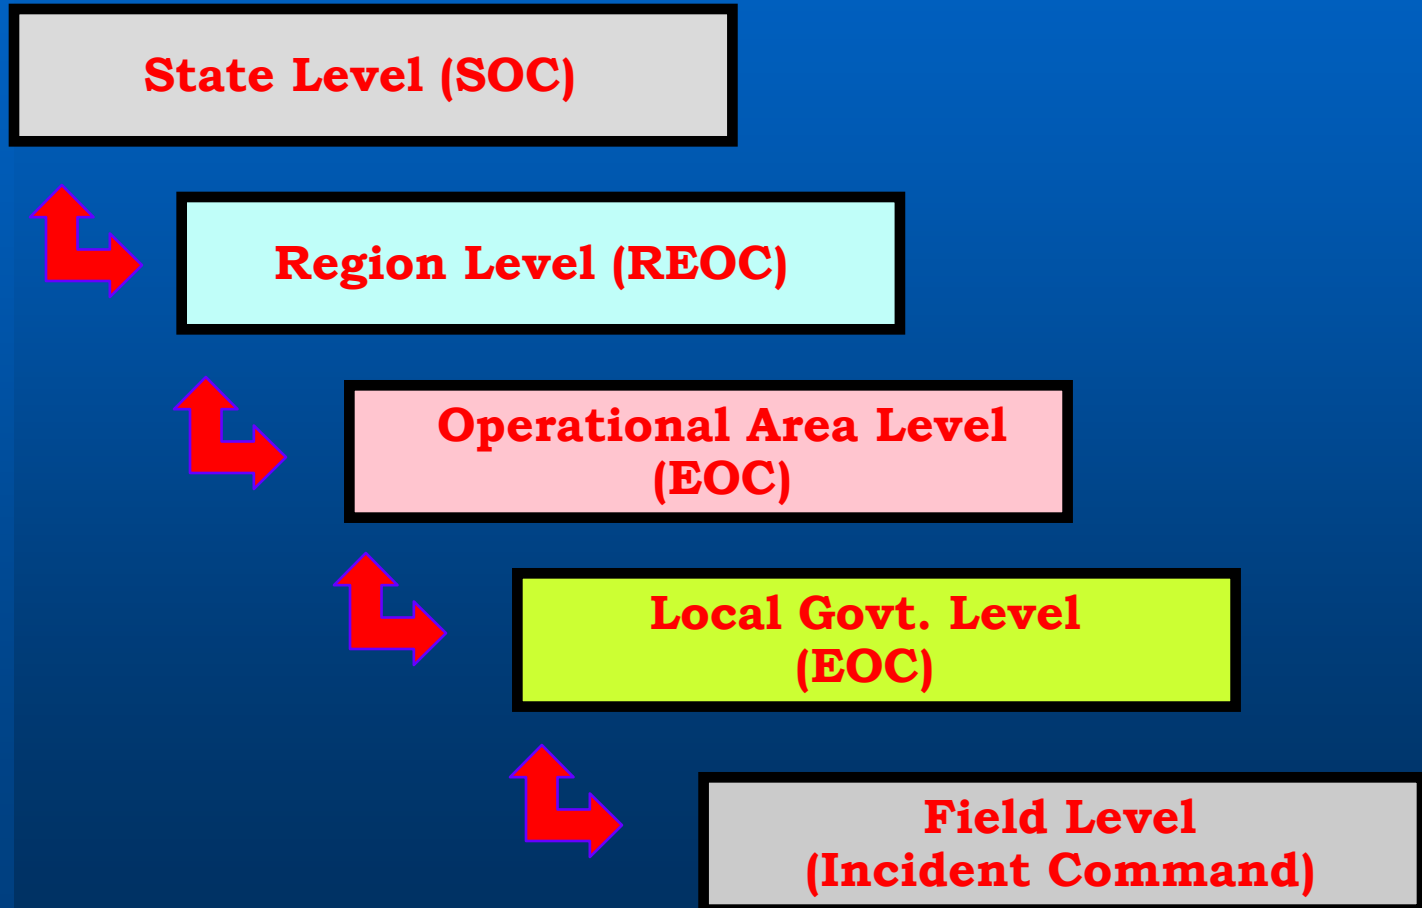 State Level (SOC)
Region Level (REOC)
Operational Area Level
(EOC)
Local Govt. Level
(EOC)
Field Level
(Incident Command)